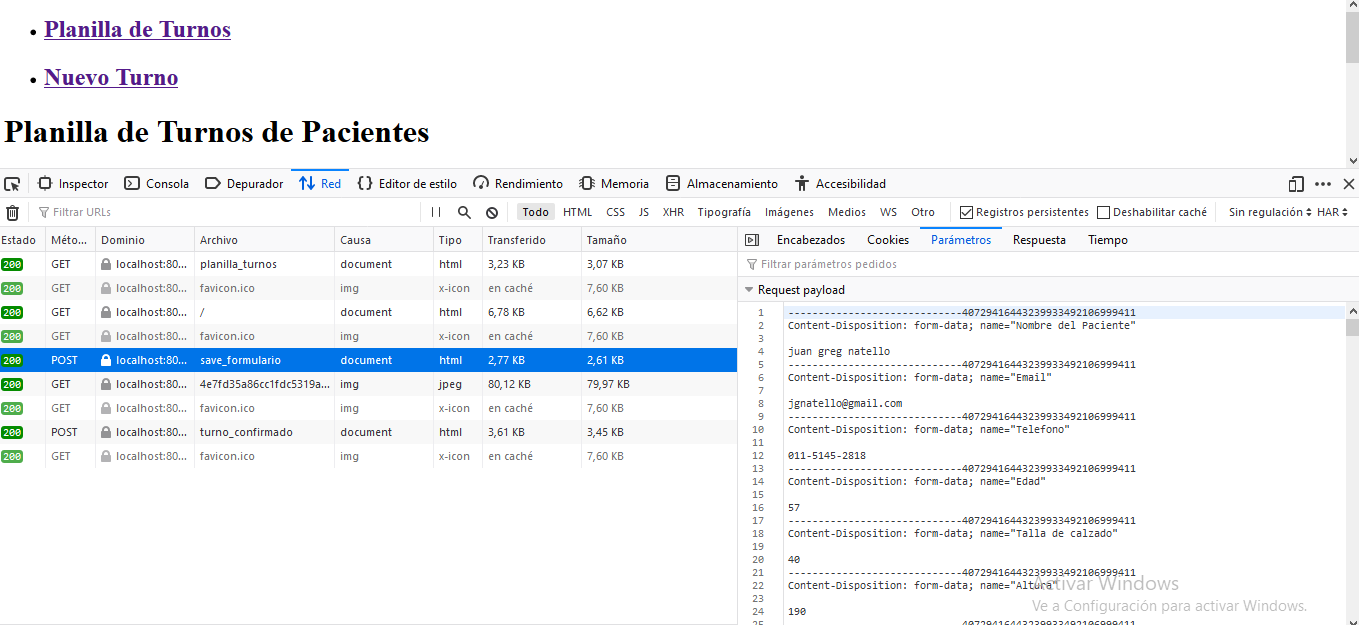 Planilla de Turnos
Nuevo Turno
Planilla de Turnos de Pacientes
Inspector Consola Depurador Red Editor de estilo Rendimiento Memoria Almacenamiento Accesibilidad
Filtrar URLs Todo HTML CSS JS XHR Tipografía Imágenes Medios WS Otro Registros persistentes Deshabilitar caché Sin regulación HAR
Estado Méto... Dominio Archivo Causa Tipo Transferido Tamaño
200 GET localhost:80... planilla_turnos document html 3,23 KB 3,07 KB
200 GET localhost:80... favicon.ico img x-icon en caché 7,60 KB
200 GET localhost:80... / document html 6,78 KB 6,62 KB
200 GET localhost:80... favicon.ico img x-icon en caché 7,60 KB
200 POST localhost:80... save_formulario document html 2,77 KB 2,61 KB
200 GET localhost:80... 4e7fd35a86cc1fdc5319a... img jpeg 80,12 KB 79,97 KB
200 GET localhost:80... favicon.ico img x-icon en caché 7,60 KB
200 POST localhost:80... turno_confirmado document html 3,61 KB 3,45 KB
200 GET localhost:80... favicon.ico img x-icon en caché 7,60 KB
Encabezados Cookies Parámetros Respuesta Tiempo
Filtrar parámetros pedidos
Request payload
1 -----------------------------40729416443239933492106999411
2 Content-Disposition: form-data; name="Nombre del Paciente"
3
4 juan greg natello
5 -----------------------------40729416443239933492106999411
6 Content-Disposition: form-data; name="Email"
7
8 jgnatello@gmail.com
9 -----------------------------40729416443239933492106999411
10 Content-Disposition: form-data; name="Telefono"
11
12 011-5145-2818
13 -----------------------------40729416443239933492106999411
14 Content-Disposition: form-data; name="Edad"
15
16 57
17 -----------------------------40729416443239933492106999411
18 Content-Disposition: form-data; name="Talla de calzado"
19
20 40
21 -----------------------------40729416443239933492106999411
22 Content-Disposition: form-data; name="Altura"
23
24 190
25 -----------------------------40729416443239933492106999411
Activar Windows
Ve a Configuración para activar Windows.